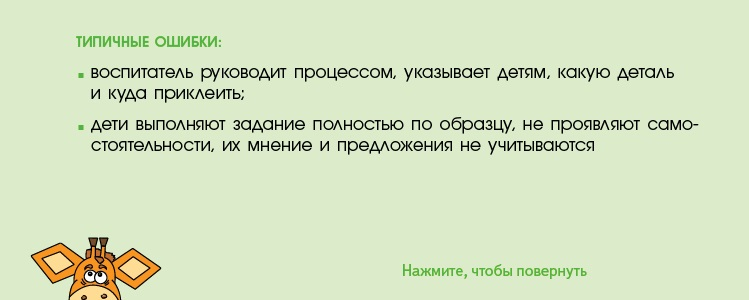 ТИПИЧНЫЕ ОШИБКИ:
▪ воспитатель руководит процессом, указывает детям, какую деталь
и куда приклеить;
▪ дети выполняют задание полностью по образцу, не проявляют само-
стоятельности, их мнение и предложения не учитываются
Нажмите, чтобы повернуть